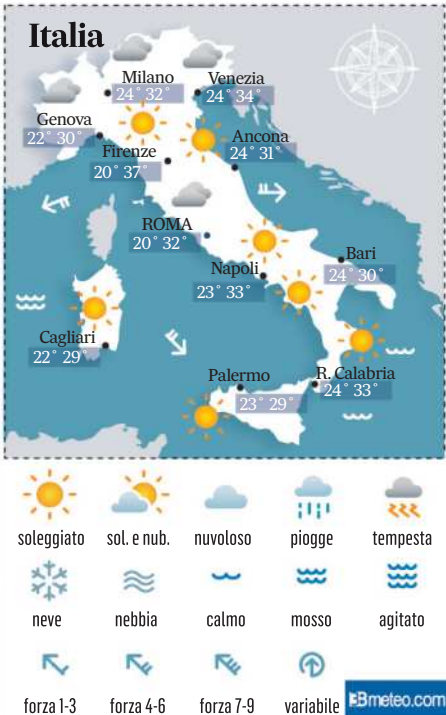 Italia
Milano
24° 32°
Venezia
24° 34°
Genova
22° 30°
Firenze
20° 37°
Ancona
24° 31°
ROMA
20° 32°
Napoli
23° 33°
Bari
24° 30°
Cagliari
22° 29°
Palermo
23° 29°
R. Calabria
24° 33°
soleggiato sol. e nub. nuvoloso piogge tempesta
neve nebbia calmo mosso agitato
forza 1-3 forza 4-6 forza 7-9 variabile
3Bmeteo.com